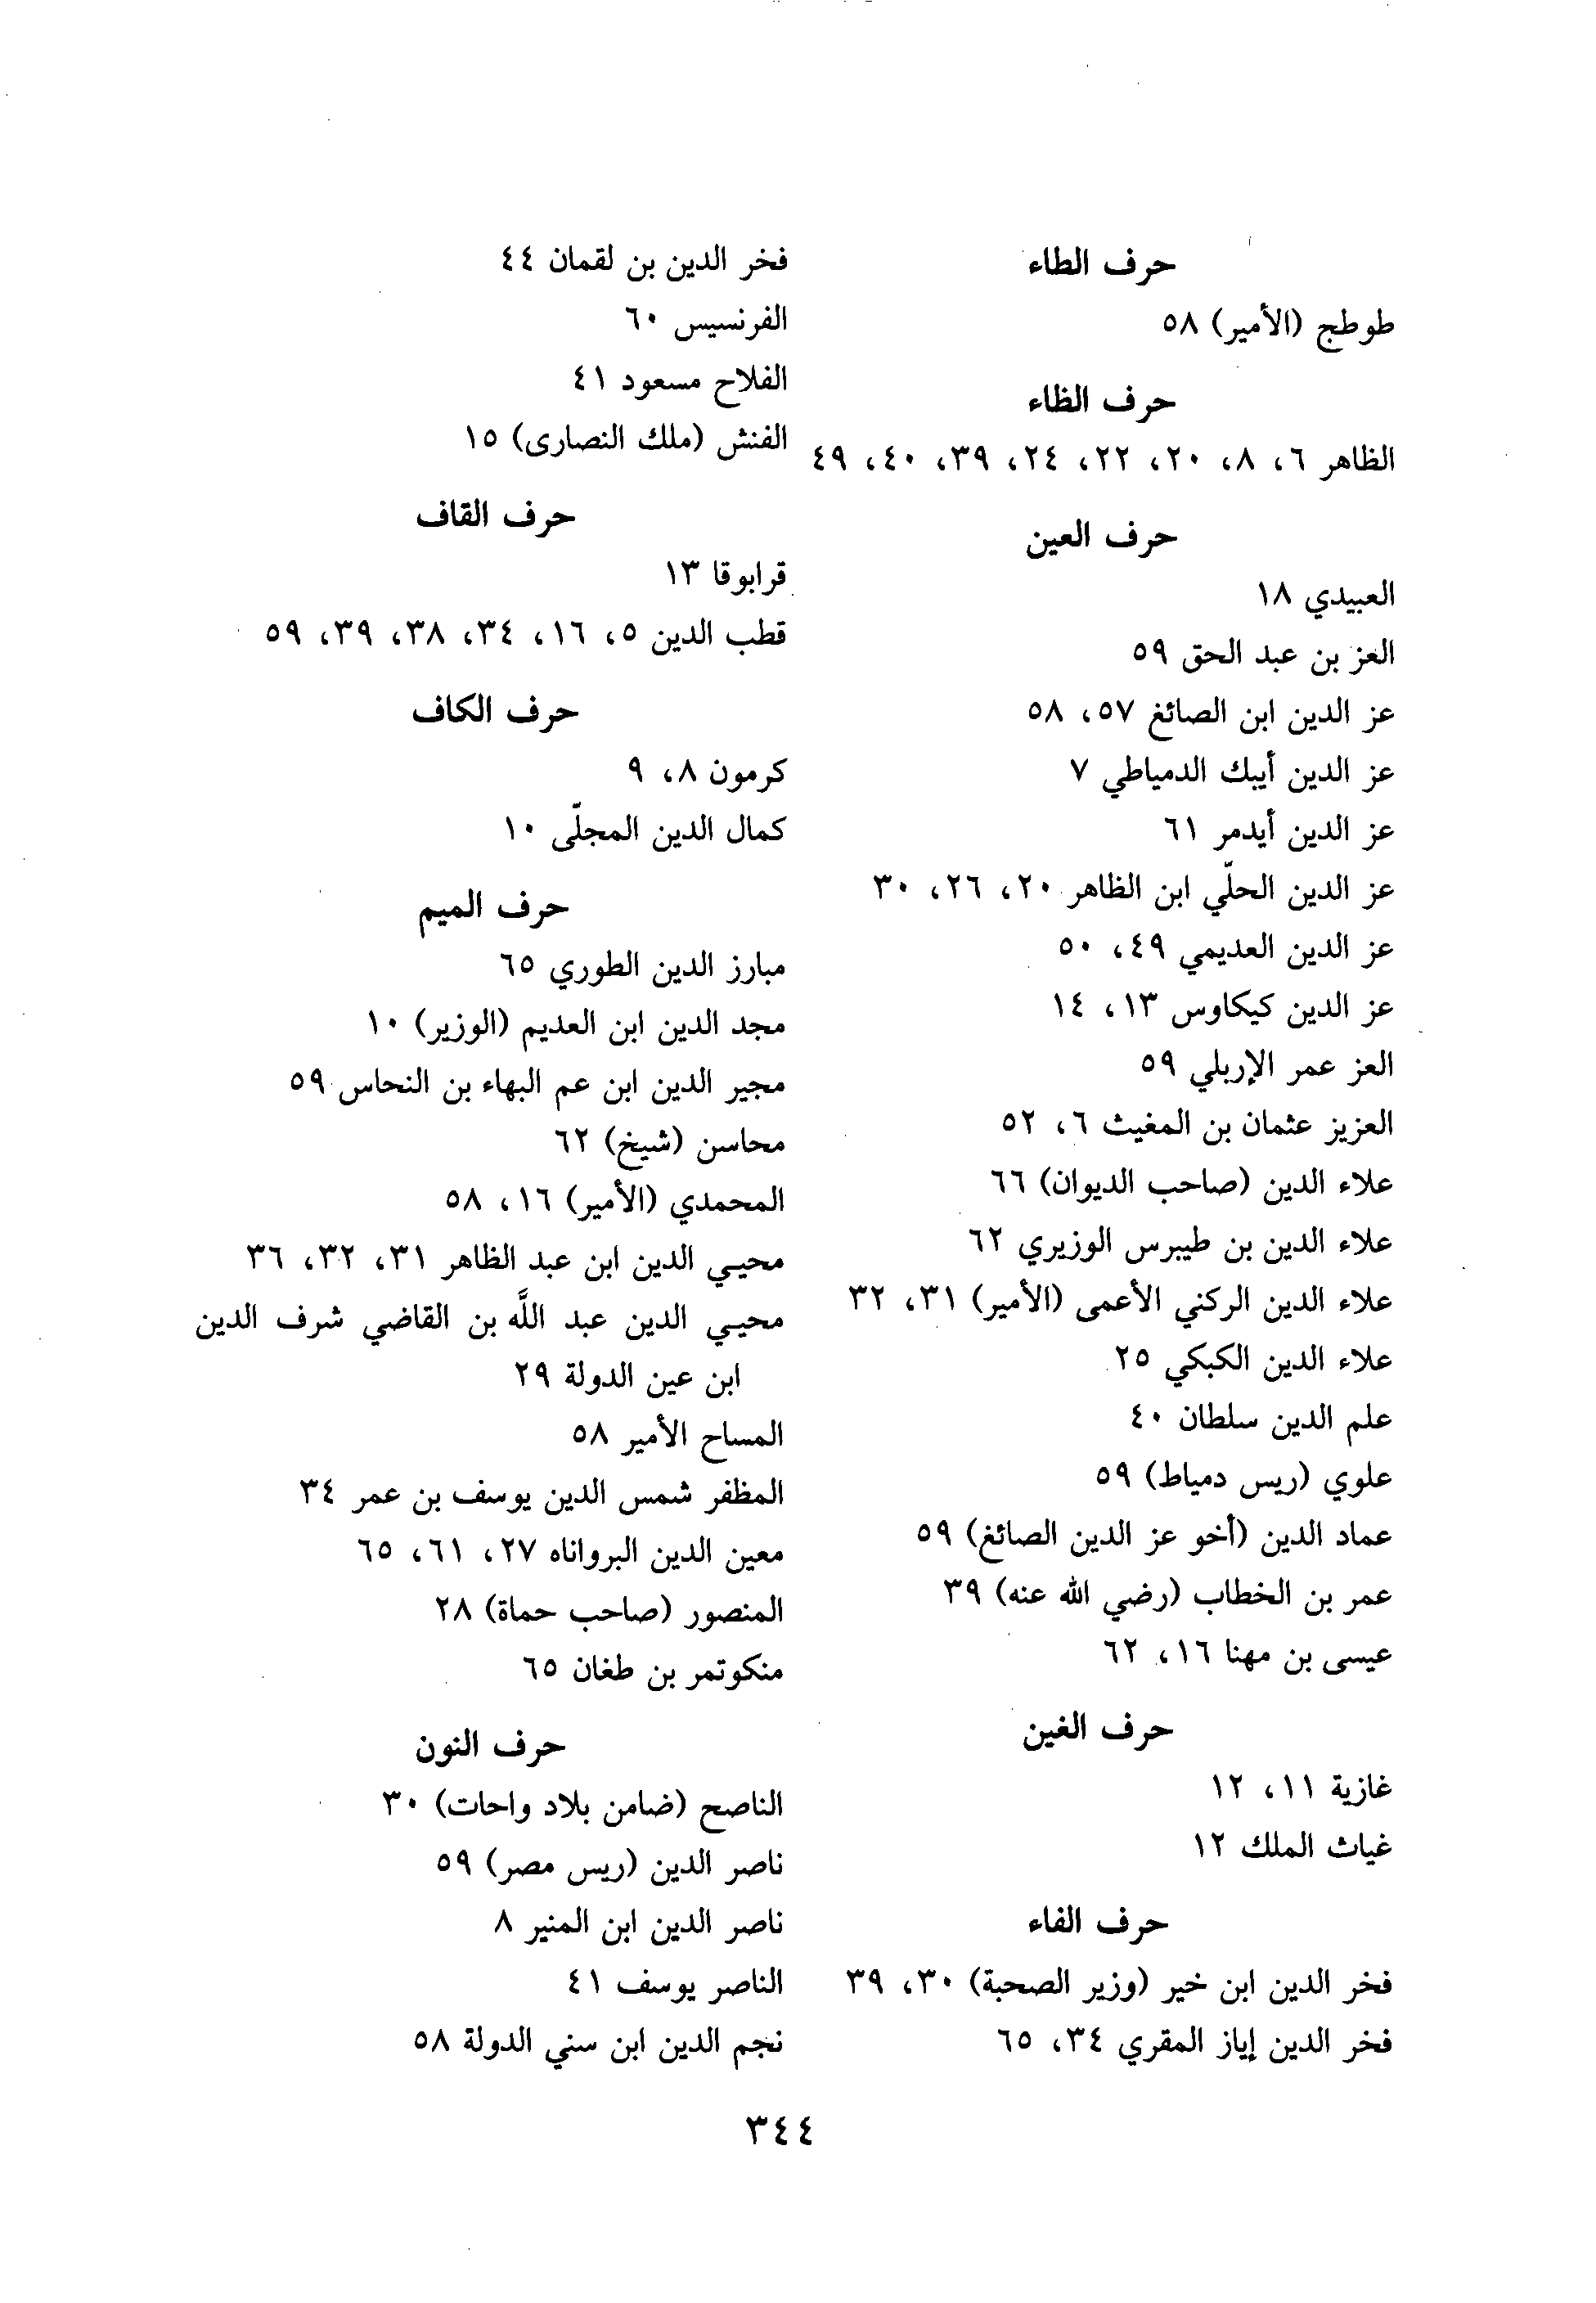 حرف الطاء
طوطج (الأمير) ٥٨
حرف الظاء
الظاهر ٦، ٨، ٢٠، ٢٢، ٢٤، ٣٩، ٤٠، ٤٩
حرف العين
العبيدي ١٨
العز بن عبد الحق ٥٩
عز الدين ابن الصائغ ٥٧، ٥٨
عز الدين أيبك الدمياطي ٧
عز الدين أيدمر ٦١
عز الدين الحلّي ابن الظاهر ٢٠، ٢٦، ٣٠
عز الدين العديمي ٤٩، ٥٠
عز الدين كيكاوس ١٣، ١٤
العز عمر الإربلي ٥٩
العزيز عثمان بن المغيث ٦، ٥٢
علاء الدين (صاحب الديوان) ٦٦
علاء الدين بن طيبرس الوزيري ٦٢
علاء الدين الركني الأعمى (الأمير) ٣١، ٣٢
علاء الدين الكبكي ٢٥
علم الدين سلطان ٤٠
علوي (ريس دمياط) ٥٩
عماد الدين (أخو عز الدين الصائغ) ٥٩
عمر بن الخطاب (رضي الله عنه) ٣٩
عيسى بن مهنا ١٦، ٦٢
حرف الغين
غازية ١١، ١٢
غياث الملك ١٢
حرف الفاء
فخر الدين ابن خير (وزير الصحبة) ٣٠، ٣٩
فخر الدين إياز المقري ٣٤، ٦٥
فخر الدين بن لقمان ٤٤
الفرنسيس ٦٠
الفلاح مسعود ٤١
الفنش (ملك النصارى) ١٥
حرف القاف
قرابوقا ١٣
قطب الدين ٥، ١٦، ٣٤، ٣٨، ٣٩، ٥٩
حرف الكاف
كرمون ٨، ٩
كمال الدين المجلّى ١٠
حرف الميم
مبارز الدين الطوري ٦٥
مجد الدين ابن العديم (الوزير) ١٠
مجير الدين ابن عم البهاء بن النحاس ٥٩
محاسن (شيخ) ٦٢
المحمدي (الأمير) ١٦، ٥٨
محيي الدين ابن عبد الظاهر ٣١، ٣٢، ٣٦
محيي الدين عبد اللَّه بن القاضي شرف الدين
ابن عين الدولة ٢٩
المساح الأمير ٥٨
المظفر شمس الدين يوسف بن عمر ٣٤
معين الدين البرواناه ٢٧، ٦١، ٦٥
المنصور (صاحب حماة) ٢٨
منكوتمر بن طغان ٦٥
حرف النون
الناصح (ضامن بلاد واحات) ٣٠
ناصر الدين (ريس مصر) ٥٩
ناصر الدين ابن المنير ٨
الناصر يوسف ٤١
نجم الدين ابن سني الدولة ٥٨
٣٤٤